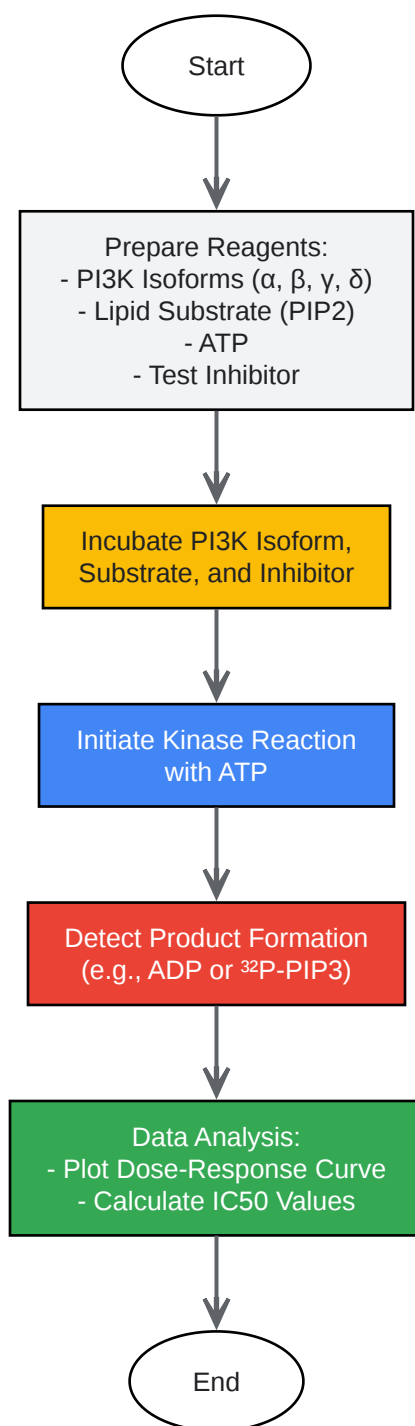 Start
Prepare Reagents:
- PI3K Isoforms (α, β, γ, δ)
- Lipid Substrate (PIP2)
- ATP
- Test Inhibitor
Incubate PI3K Isoform,
Substrate, and Inhibitor
Initiate Kinase Reaction
with ATP
Detect Product Formation
(e.g., ADP or ³²P-PIP3)
Data Analysis:
- Plot Dose-Response Curve
- Calculate IC50 Values
End